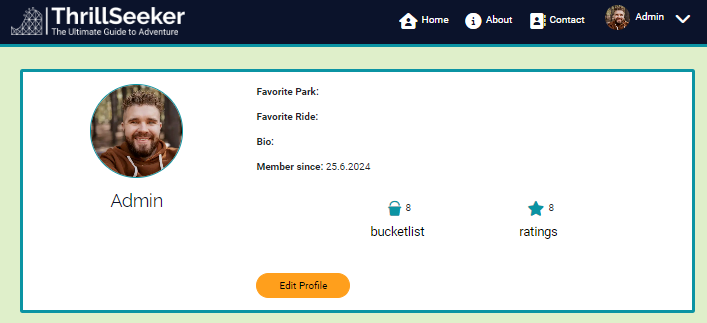 ThrillSeeker
The Ultimate Guide to Adventure
Home
About
Contact
Admin
Favorite Park:
Favorite Ride:
Bio:
Member since: 25.6.2024
Admin
8
bucketlist
8
ratings
Edit Profile